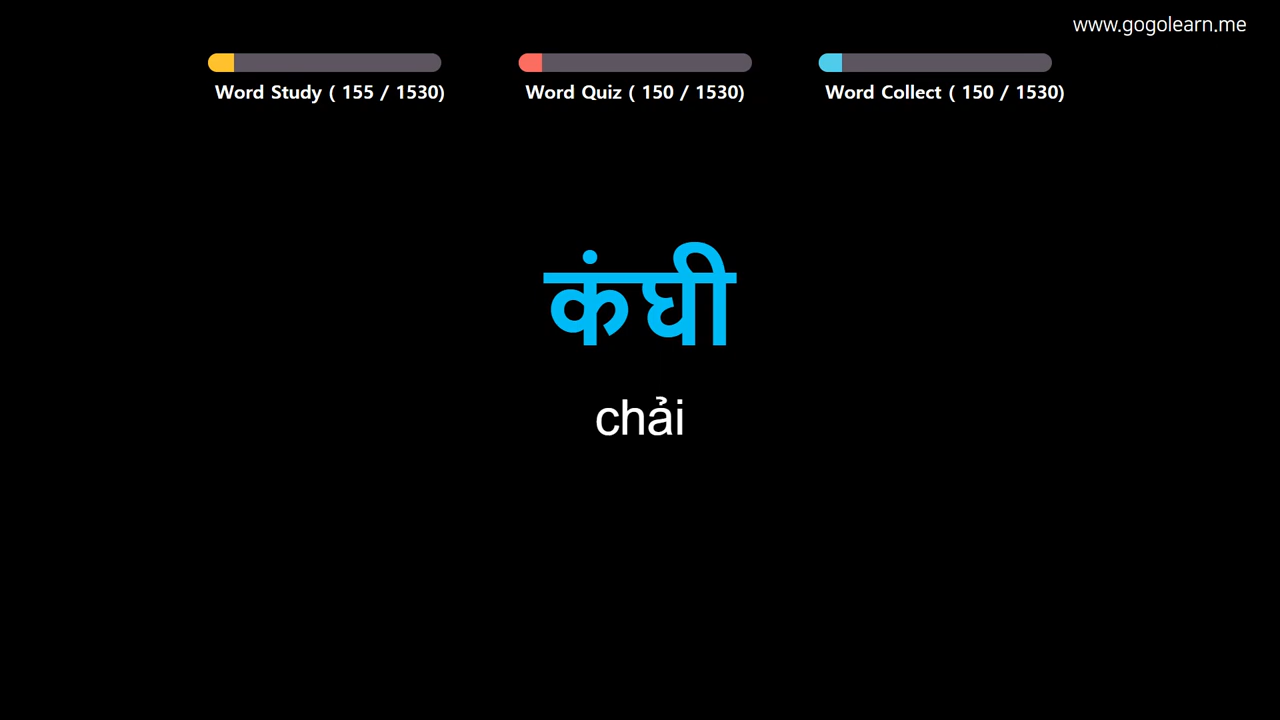 www.gogolearn.me
Word Study ( 155 / 1530)
Word Quiz ( 150 / 1530)
Word Collect ( 150 / 1530)
कंघी
chải